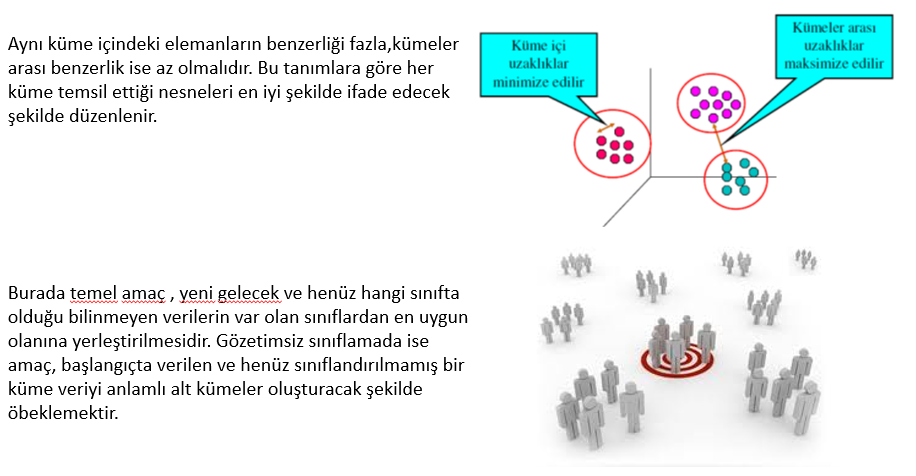 Aynı küme içindeki elemanların benzerliği fazla,kümeler
arası benzerlik ise az olmalıdır. Bu tanımlara göre her
küme temsil ettiği nesneleri en iyi şekilde ifade edecek
şekilde düzenlenir.
Küme içi
uzaklıklar
minimize edilir
Kümeler arası
uzaklıklar
maksimize edilir
Burada temel amaç , yeni gelecek ve henüz hangi sınıfta
olduğu bilinmeyen verilerin var olan sınıflardan en uygun
olanına yerleştirilmesidir. Gözetimsiz sınıflamada ise
amaç, başlangıçta verilen ve henüz sınıflandırılmamış bir
küme veriyi anlamlı alt kümeler oluşturacak şekilde
öbeklemektir.